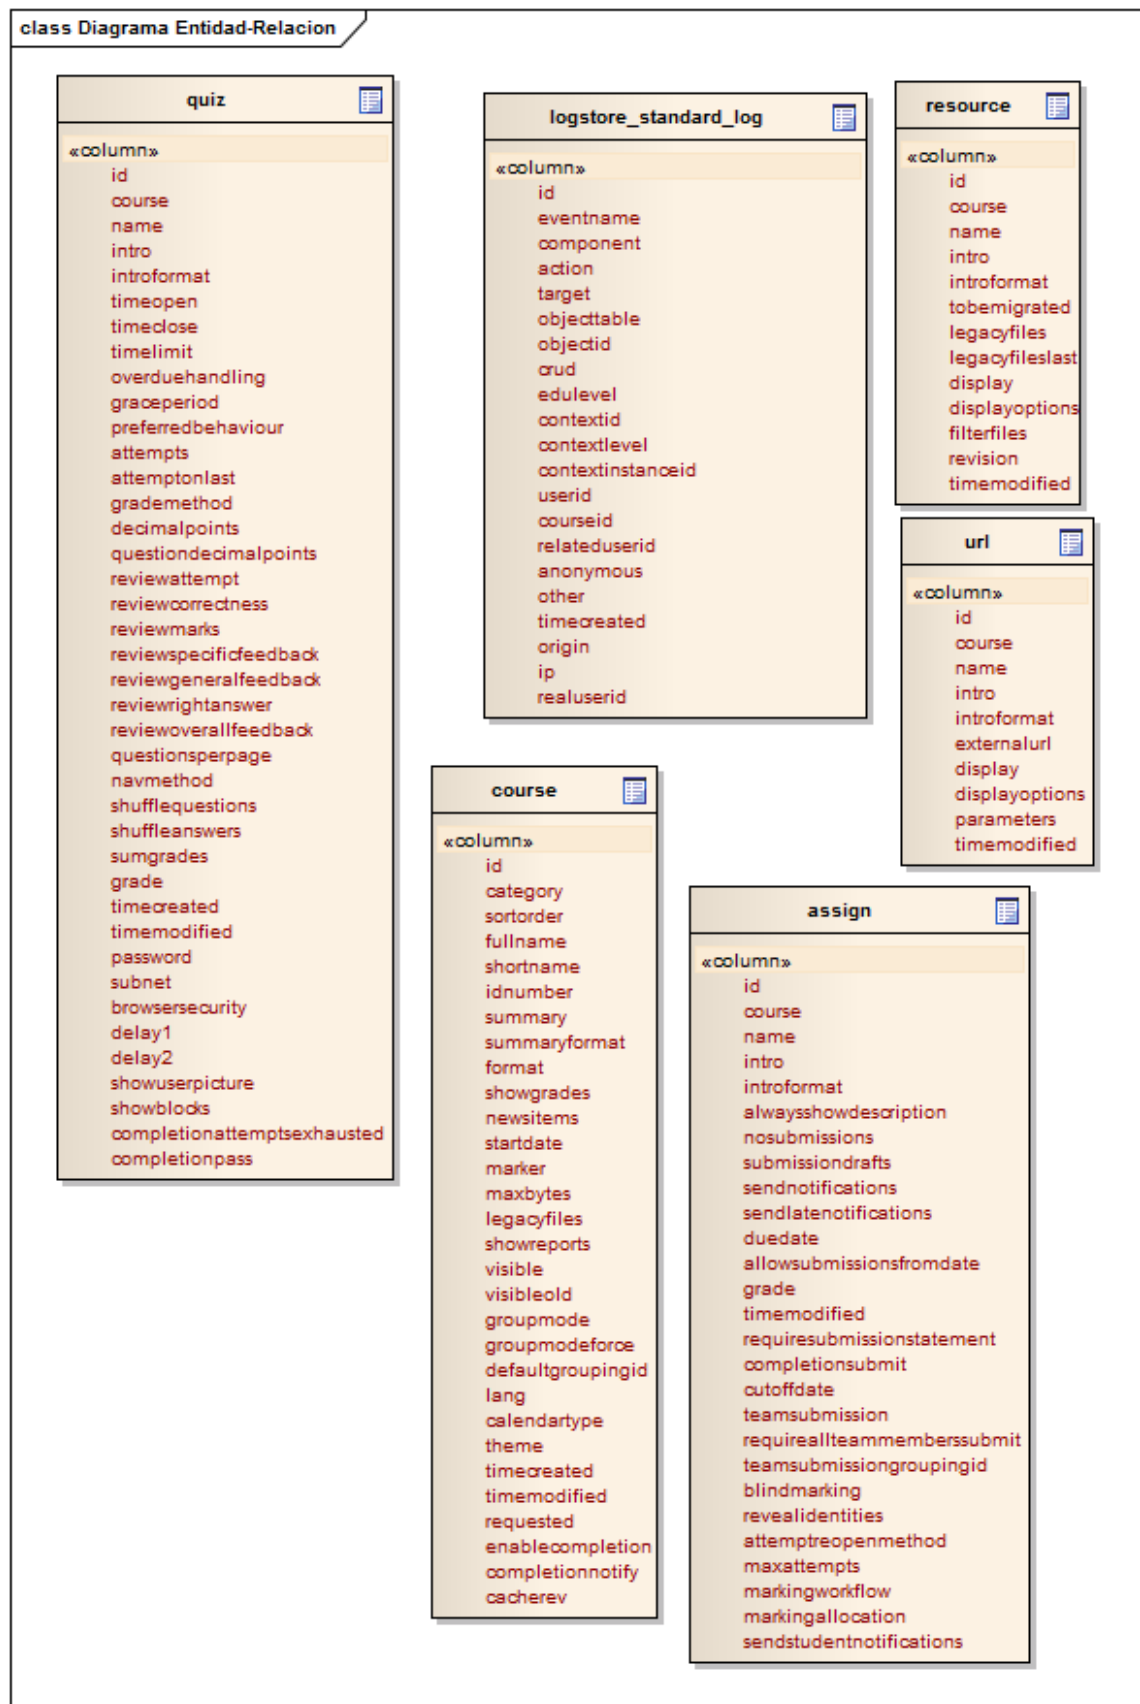 class Diagrama Entidad-Relacion
quiz
«column»
id
course
name
intro
introformat
timeopen
timeclose
timelimit
overduehandling
graceperiod
preferredbehaviour
attempts
attemptonlast
grademethod
decimalpoints
questiondecimalpoints
reviewattempt
reviewcorrectness
reviewmarks
reviewspecificfeedback
reviewgeneralfeedback
reviewrightanswer
reviewoverallfeedback
questionsperpage
navmethod
shufflequestions
shuffleanswers
sumgrades
grade
timecreated
timemodified
password
subnet
browsersecurity
delay1
delay2
showuserpicture
showblocks
completionattemptsexhausted
completionpass
logstore_standard_log
«column»
id
eventname
component
action
target
objecttable
objectid
crud
edulevel
contextid
contextlevel
contextinstanceid
userid
courseid
relateduserid
anonymous
other
timecreated
origin
ip
realuserid
resource
«column»
id
course
name
intro
introformat
tobemigrated
legacyfiles
legacyfileslast
display
displayoptions
filterfiles
revision
timemodified
url
«column»
id
course
name
intro
introformat
externalurl
display
displayoptions
parameters
timemodified
course
«column»
id
category
sortorder
fullname
shortname
idnumber
summary
summaryformat
format
showgrades
newsitems
startdate
marker
maxbytes
legacyfiles
showreports
visible
visibleold
groupmode
groupmodeforce
defaultgroupingid
lang
calendartype
theme
timecreated
timemodified
requested
enablecompletion
completionnotify
cacherev
assign
«column»
id
course
name
intro
introformat
alwaysshowdescription
nosubmissions
submissiondrafts
sendnotifications
sendlatenotifications
duedate
allowsubmissionsfromdate
grade
timemodified
requiresubmissionstatement
completionsubmit
cutoffdate
teamsubmission
requireallteammemberssubmit
teamsubmissiongroupingid
blindmarking
revealidentities
attemptreopenmethod
maxattempts
markingworkflow
markingallocation
sendstudentnotifications